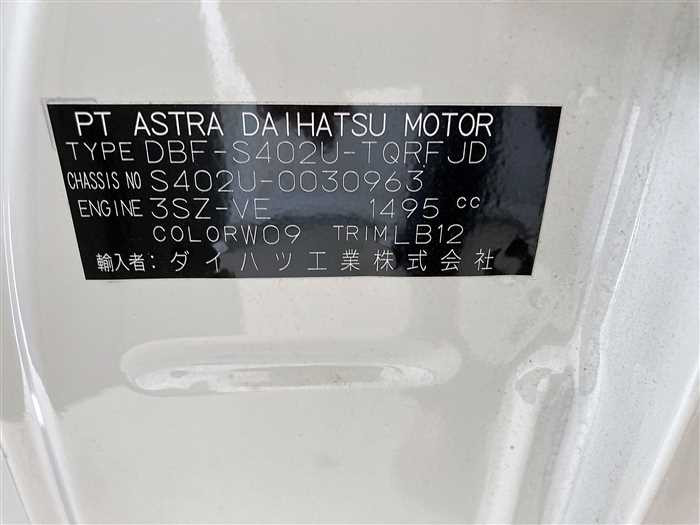 PT ASTRA DAIHATSU MOTOR
TYPE DBF-S402U-TQRFJD
CHASSIS NO S402U-0030963
ENGINE 3SZ-VE 1495 CC
COLOR W09 TRIM LB12
輸入者: ダイハツ工業株式会社